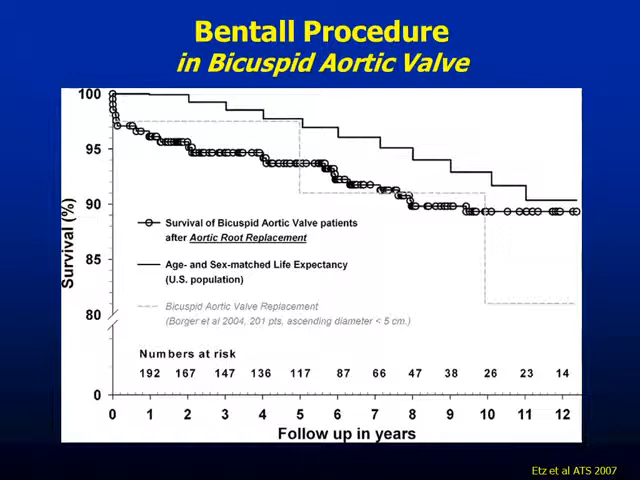 Bentall Procedure
in Bicuspid Aortic Valve
100
95
90
85
80
0
Survival (%)
Survival of Bicuspid Aortic Valve patients
after Aortic Root Replacement
Age- and Sex-matched Life Expectancy
(U.S. population)
Bicuspid Aortic Valve Replacement
(Borger et al 2004, 201 pts, ascending diameter < 5 cm.)
Numbers at risk
192 167 147 136 117 87 66 47 38 26 23 14
0 1 2 3 4 5 6 7 8 9 10 11 12
Follow up in years
Etz et al ATS 2007